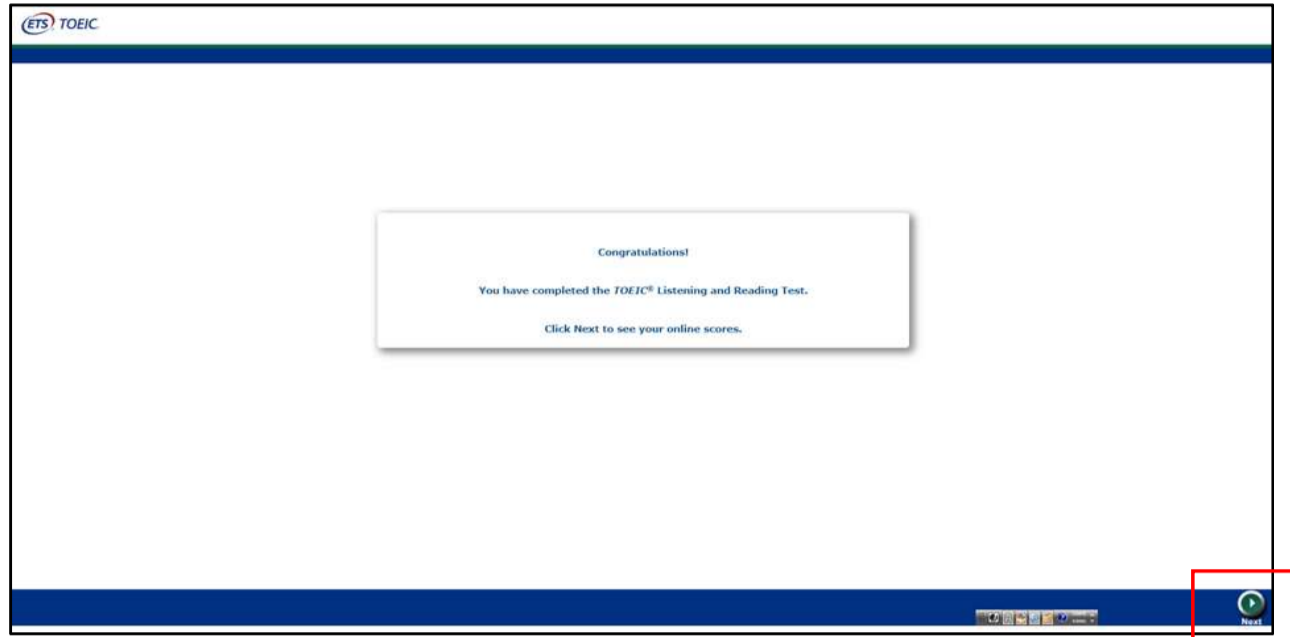 ETS TOEIC
Congratulations!
You have completed the TOEIC® Listening and Reading Test.
Click Next to see your online scores.
Next